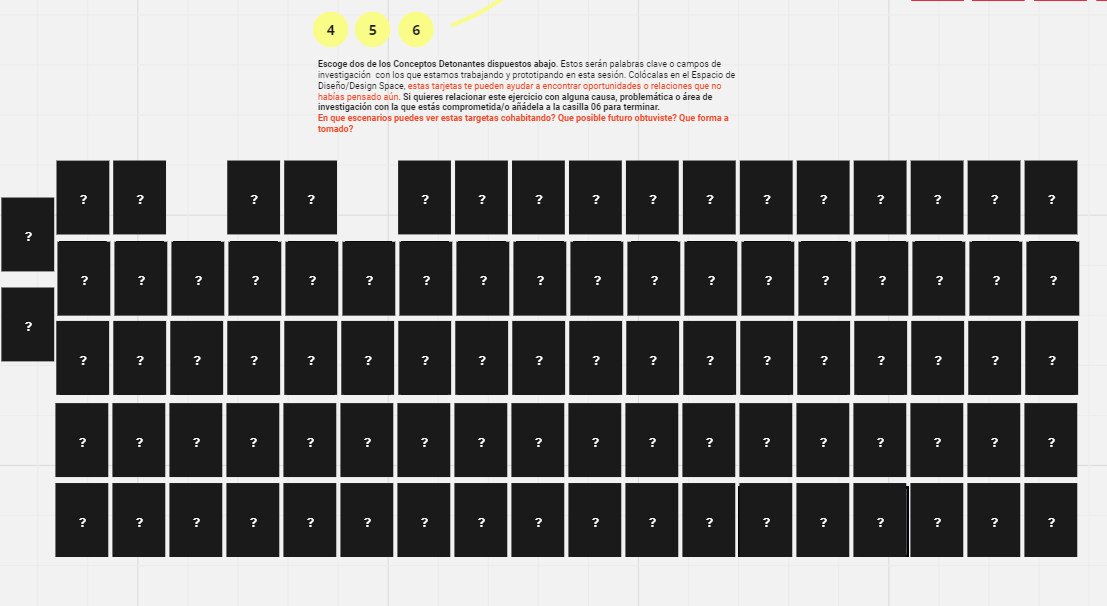 4 5 6
Escoge dos de los Conceptos Detonantes dispuestos abajo. Estos serán palabras clave o campos de
investigación con los que estamos trabajando y prototipando en esta sesión. Colócalas en el Espacio de
Diseño/Design Space, estas tarjetas te pueden ayudar a encontrar oportunidades o relaciones que no
habías pensado aún. Si quieres relacionar este ejercicio con alguna causa, problemática o área de
investigación con la que estás comprometida/o añádela a la casilla 06 para terminar.
En que escenarios puedes ver estas targetas cohabitando? Que posible futuro obtuviste? Que forma a
tomado?
? ? ? ? ? ? ? ? ? ? ? ? ? ? ? ?
?
? ? ? ? ? ? ? ? ? ? ? ? ? ? ? ? ? ?
?
? ? ? ? ? ? ? ? ? ? ? ? ? ? ? ? ? ?
? ? ? ? ? ? ? ? ? ? ? ? ? ? ? ? ? ?
? ? ? ? ? ? ? ? ? ? ? ? ? ? ? ? ? ?